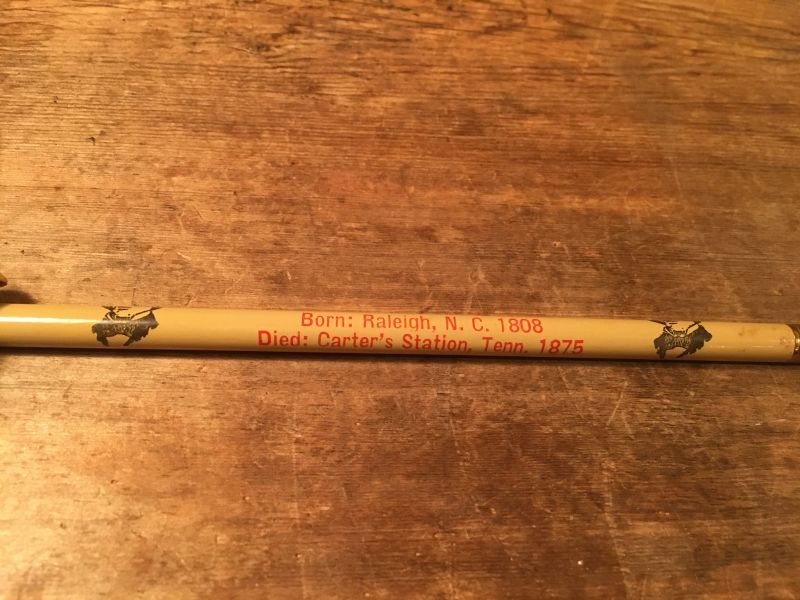 Born: Raleigh, N. C. 1808
Died: Carter's Station, Tenn. 1875